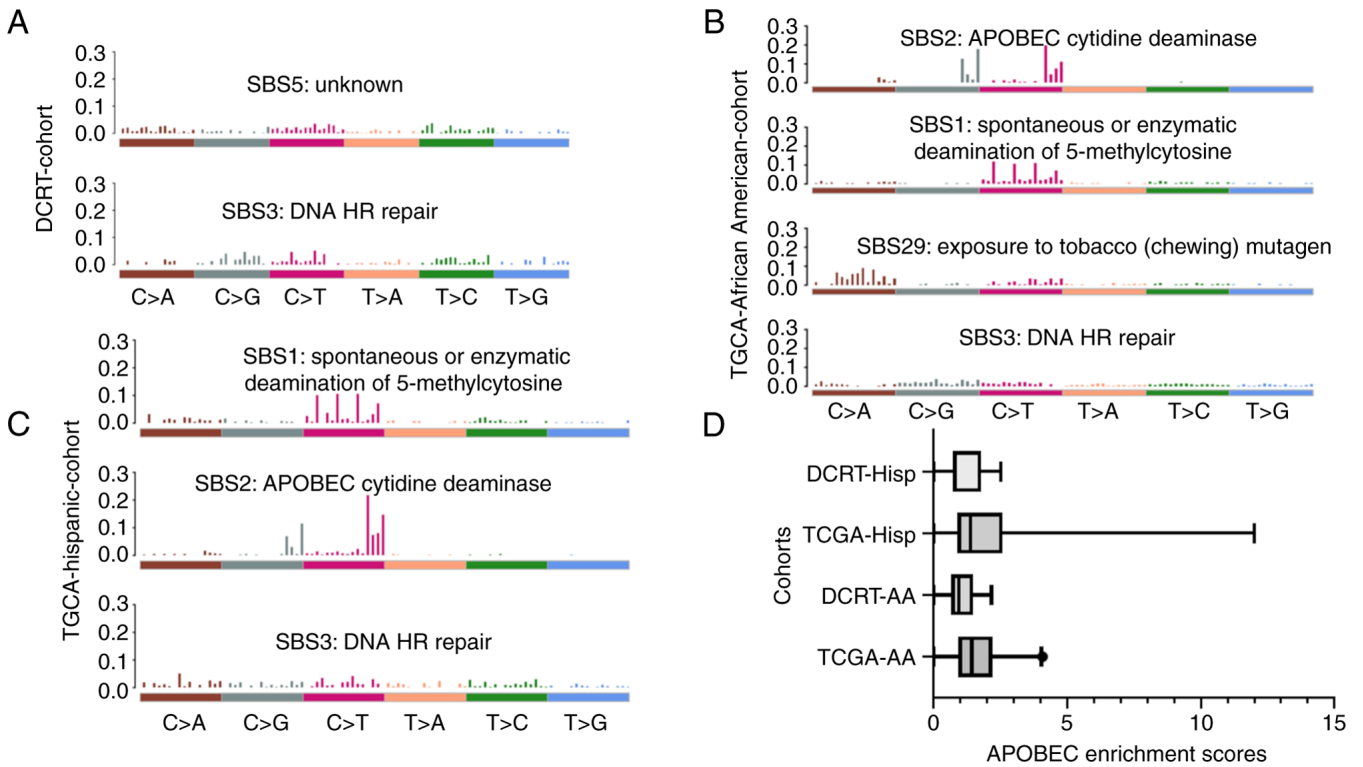 A
DCRT-cohort
0.3
0.2
0.1
0.0
SBS5: unknown
0.3
0.2
0.1
0.0
SBS3: DNA HR repair
C>A C>G C>T T>A T>C T>G
B
TGCA-African American-cohort
0.3
0.2
0.1
0.0
SBS2: APOBEC cytidine deaminase
0.3
0.2
0.1
0.0
SBS1: spontaneous or enzymatic
deamination of 5-methylcytosine
0.3
0.2
0.1
0.0
SBS29: exposure to tobacco (chewing) mutagen
0.3
0.2
0.1
0.0
SBS3: DNA HR repair
C>A C>G C>T T>A T>C T>G
C
TGCA-hispanic-cohort
0.3
0.2
0.1
0.0
SBS1: spontaneous or enzymatic
deamination of 5-methylcytosine
0.3
0.2
0.1
0.0
SBS2: APOBEC cytidine deaminase
0.3
0.2
0.1
0.0
SBS3: DNA HR repair
C>A C>G C>T T>A T>C T>G
D
Cohorts
DCRT-Hisp
TCGA-Hisp
DCRT-AA
TCGA-AA
0 5 10 15
APOBEC enrichment scores